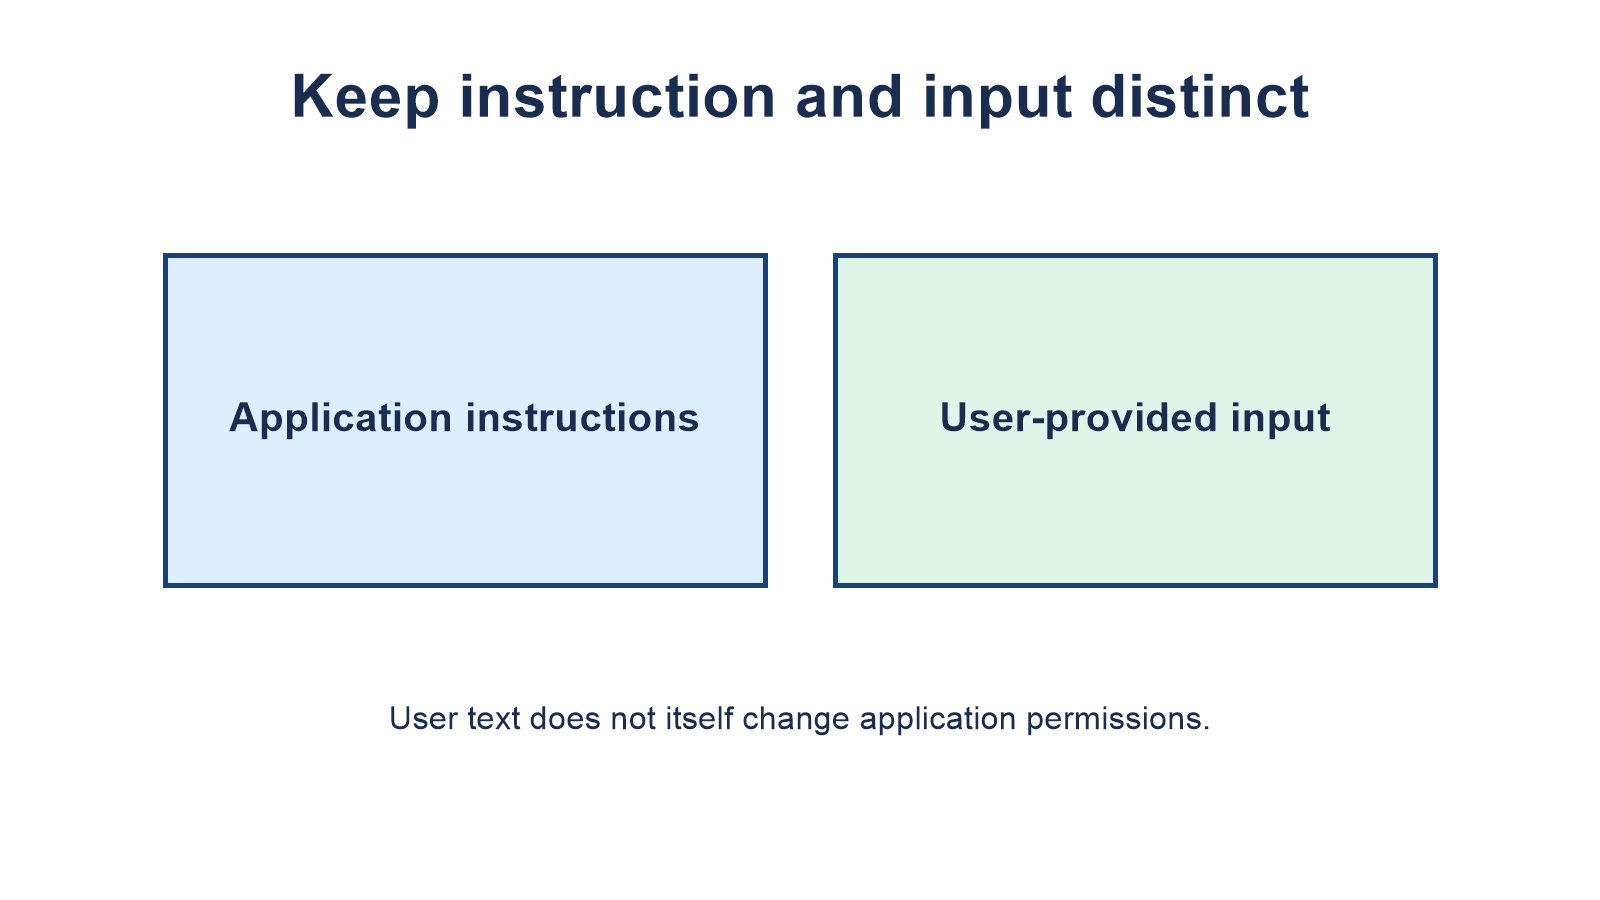 Keep instruction and input distinct
Application instructions
User-provided input
User text does not itself change application permissions.